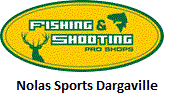 FISHING &
SHOOTING
PRO SHOPS
Nolas Sports Dargaville